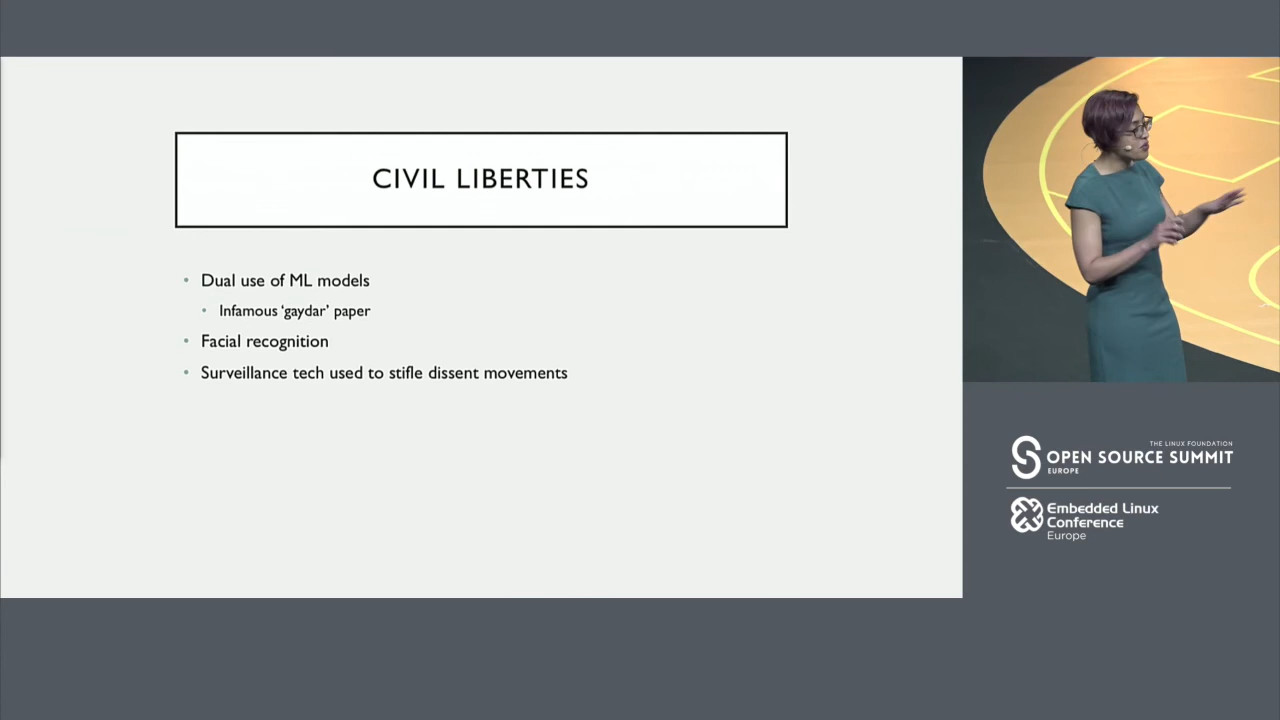 CIVIL LIBERTIES
Dual use of ML models
Infamous ‘gaydar’ paper
Facial recognition
Surveillance tech used to stifle dissent movements
THE LINUX FOUNDATION
OPEN SOURCE SUMMIT
EUROPE
Embedded Linux
Conference
Europe